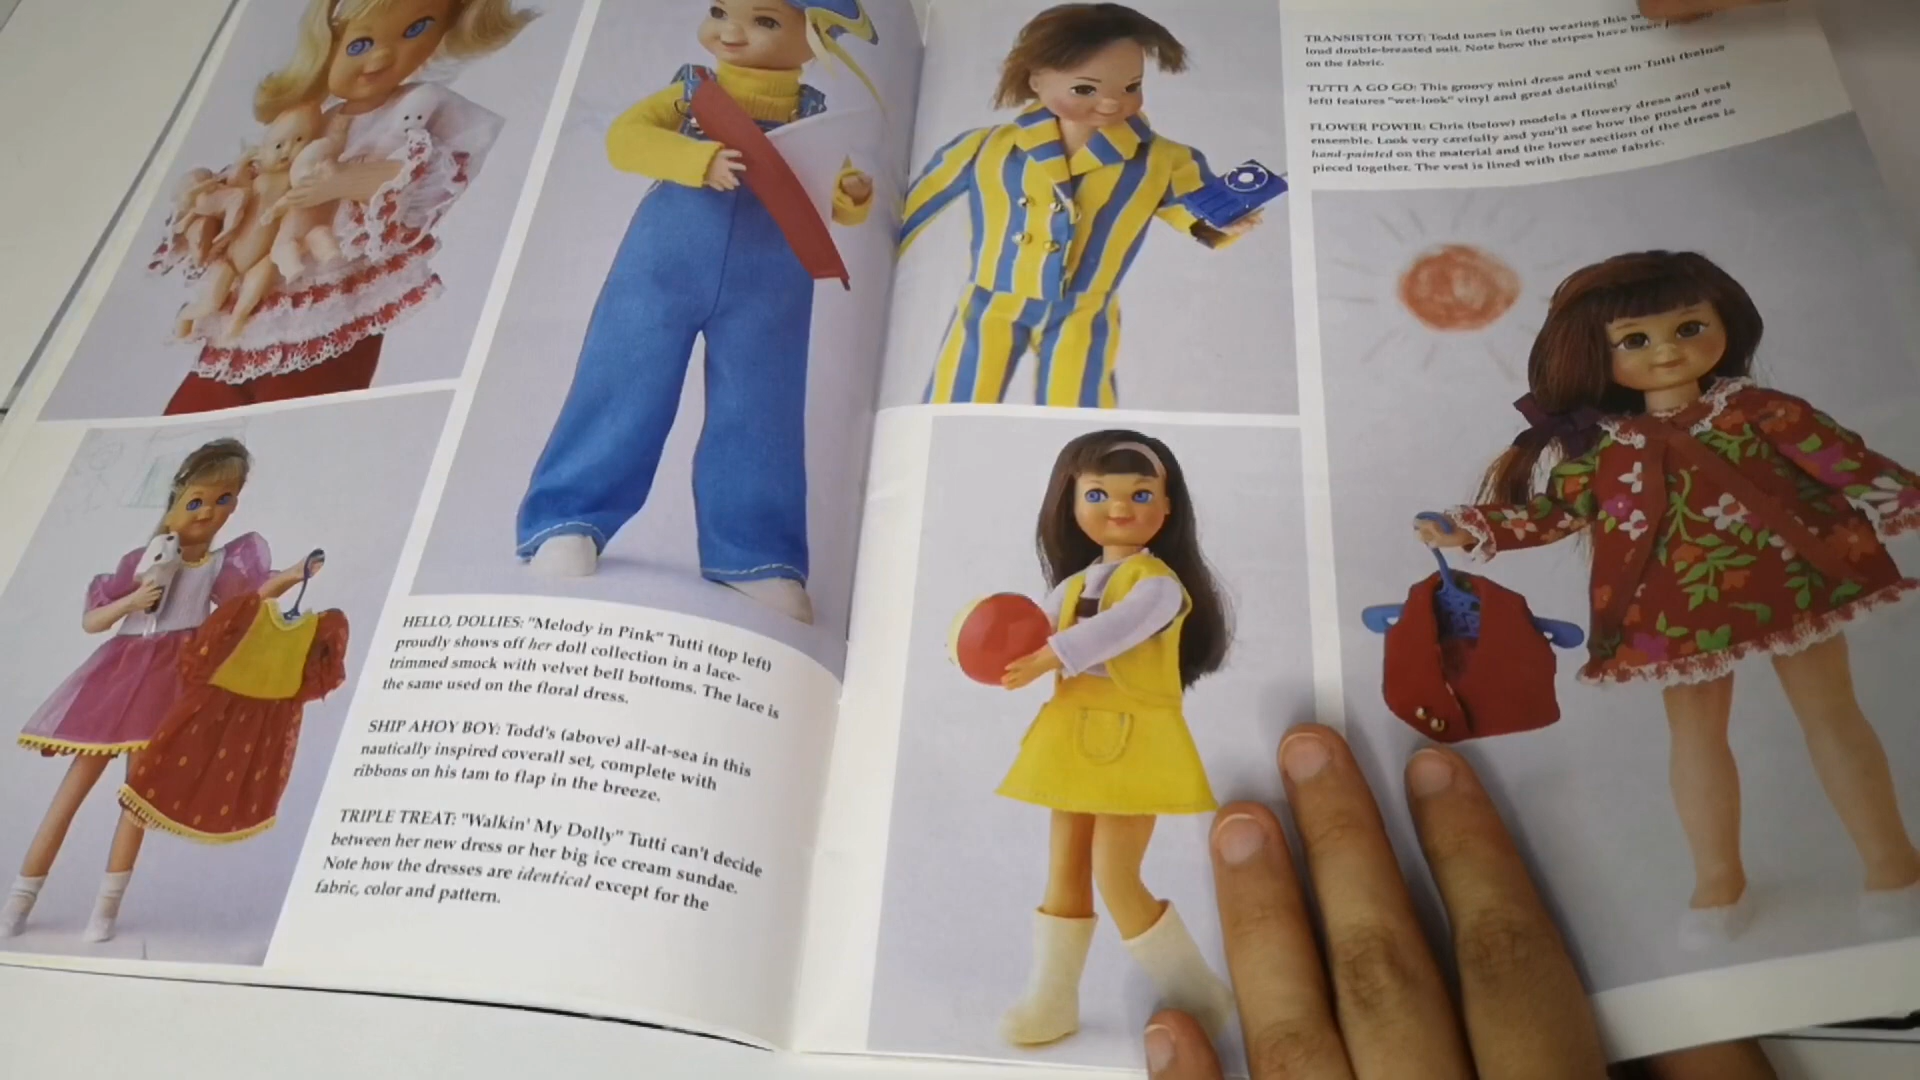 HELLO, DOLLIES: "Melody in Pink" Tutti (top left)
proudly shows off her doll collection in a lace-
trimmed smock with velvet bell bottoms. The lace is
the same used on the floral dress.
SHIP AHOY BOY: Todd's (above) all-at-sea in this
nautically inspired coverall set, complete with
ribbons on his tam to flap in the breeze.
TRIPLE TREAT: "Walkin' My Dolly" Tutti can't decide
between her new dress or her big ice cream sundae.
Note how the dresses are identical except for the
fabric, color and pattern.
TRANSISTOR TOT: Todd tunes in (left) wearing this
loud double-breasted suit. Note how the stripes have been
on the fabric.
TUTTI A GO GO: This groovy mini dress and vest on Tutti (below
left) features "wet-look" vinyl and great detailing!
FLOWER POWER: Chris (below) models a flowery dress and vest
ensemble. Look very carefully and you'll see how the posies are
hand-painted on the material and the lower section of the dress is
pieced together. The vest is lined with the same fabric.